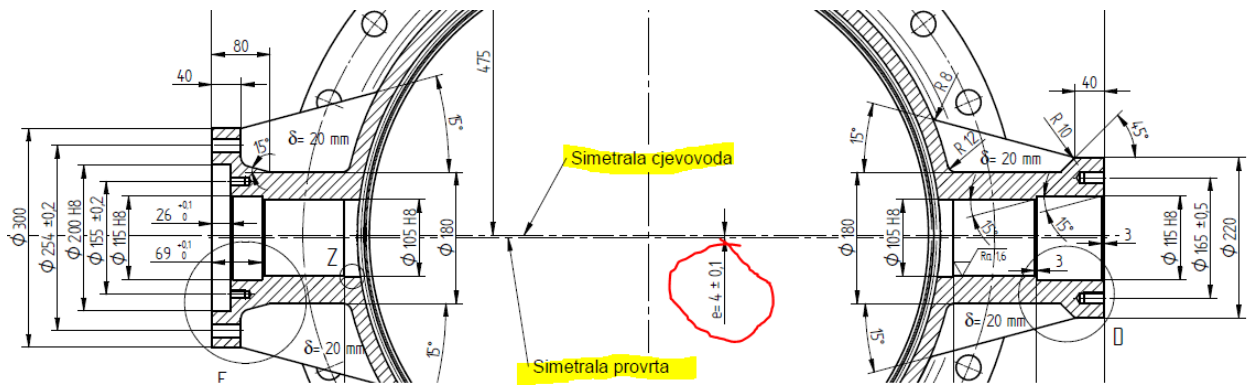 80
40
475
15°
R 8
40
R 10
45°
15°
15°
δ= 20 mm
Simetrala cjevovoda
R 12
δ= 20 mm
Φ 300
Φ 254 ±0,2
Φ 200 H8
Φ 155 ±0,2
Φ 115 H8
26 +0,1 0
69 +0,1 0
Z
Φ 105 H8
Φ 180
e= 4 ± 0,1
Φ 180
Φ 105 H8
15°
Ra 1,6
3
15°
3
Φ 115 H8
Φ 165 ±0,5
Φ 220
δ= 20 mm
15°
15°
δ= 20 mm
D
Simetrala provrta